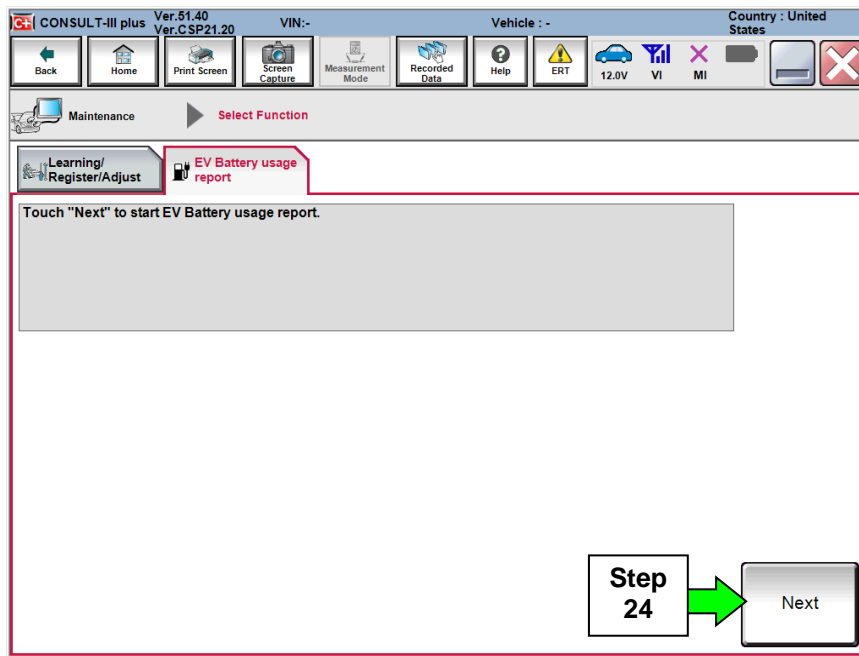 C+ CONSULT-III plus Ver.51.40 VIN:- Vehicle : - Country : United
Ver.CSP21.20 States
Back Home Print Screen Screen Capture Measurement Mode Recorded Data Help ERT 12.0V VI MI
Maintenance Select Function
Learning/
Register/Adjust
EV Battery usage
report
Touch "Next" to start EV Battery usage report.
Step
24
Next